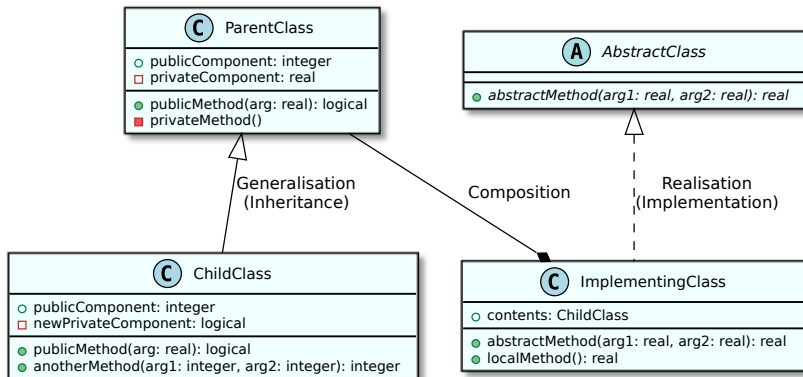 C ParentClass
publicComponent: integer
privateComponent: real
publicMethod(arg: real): logical
privateMethod()
A AbstractClass
abstractMethod(arg1: real, arg2: real): real
Generalisation
(Inheritance)
Composition
Realisation
(Implementation)
C ChildClass
publicComponent: integer
newPrivateComponent: logical
publicMethod(arg: real): logical
anotherMethod(arg1: integer, arg2: integer): integer
C ImplementingClass
contents: ChildClass
abstractMethod(arg1: real, arg2: real): real
localMethod(): real